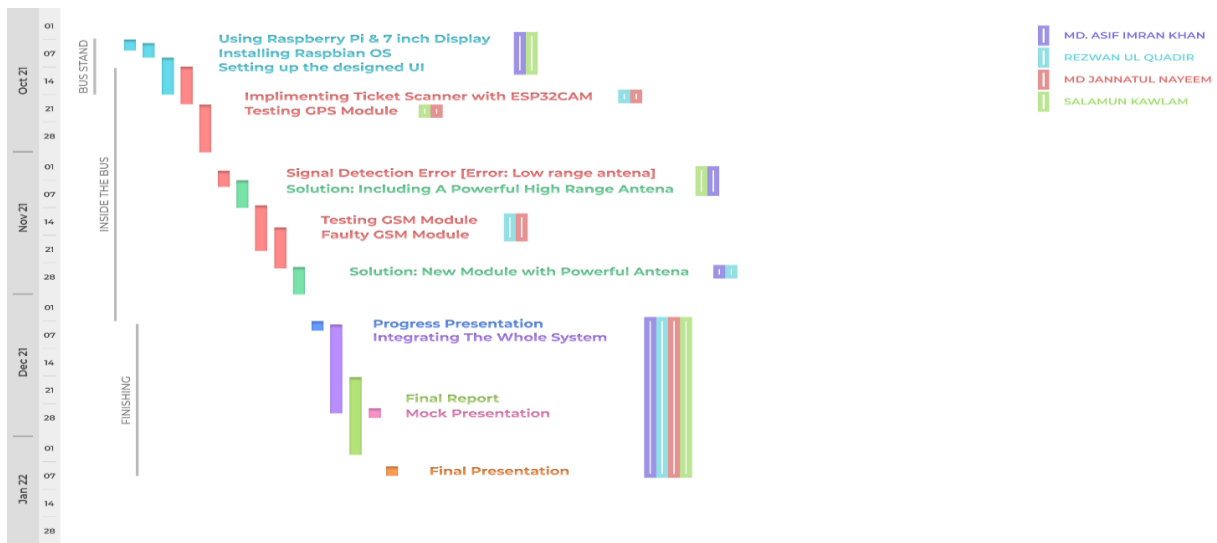 Oct 21
01
07
14
21
28
Nov 21
01
07
14
21
28
Dec 21
01
07
14
21
28
Jan 22
01
07
14
28
BUS STAND
INSIDE THE BUS
FINISHING
Using Raspberry Pi & 7 inch Display
Installing Raspbian OS
Setting up the designed UI
Implimenting Ticket Scanner with ESP32CAM
Testing GPS Module
Signal Detection Error [Error: Low range antena]
Solution: Including A Powerful High Range Antena
Testing GSM Module
Faulty GSM Module
Solution: New Module with Powerful Antena
Progress Presentation
Integrating The Whole System
Final Report
Mock Presentation
Final Presentation
MD. ASIF IMRAN KHAN
REZWAN UL QUADIR
MD JANNATUL NAYEEM
SALAMUN KAWLAM